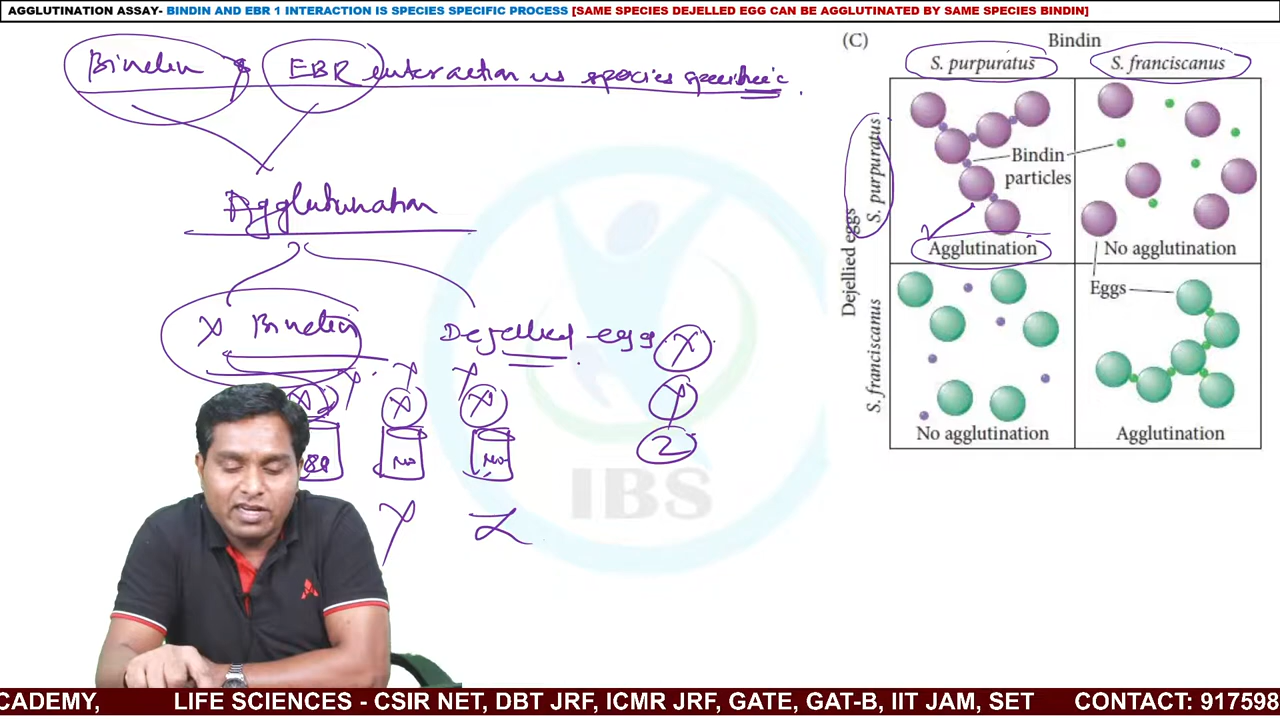 AGGLUTINATION ASSAY- BINDIN AND EBR 1 INTERACTION IS SPECIES SPECIFIC PROCESS [SAME SPECIES DEJELLED EGG CAN BE AGGLUTINATED BY SAME SPECIES BINDIN]
Bindin & EBR interaction is species specific.
Agglutination
X Bindin
Dejelled eggs X
Y
Z
Y Y
X X X
No No
Y Z
(C)
Bindin
S. purpuratus S. franciscanus
Dejellied eggs
S. purpuratus
S. franciscanus
Bindin
particles
Agglutination
No agglutination
Eggs
No agglutination
Agglutination
IBS
CADEMY, LIFE SCIENCES - CSIR NET, DBT JRF, ICMR JRF, GATE, GAT-B, IIT JAM, SET CONTACT: 917598